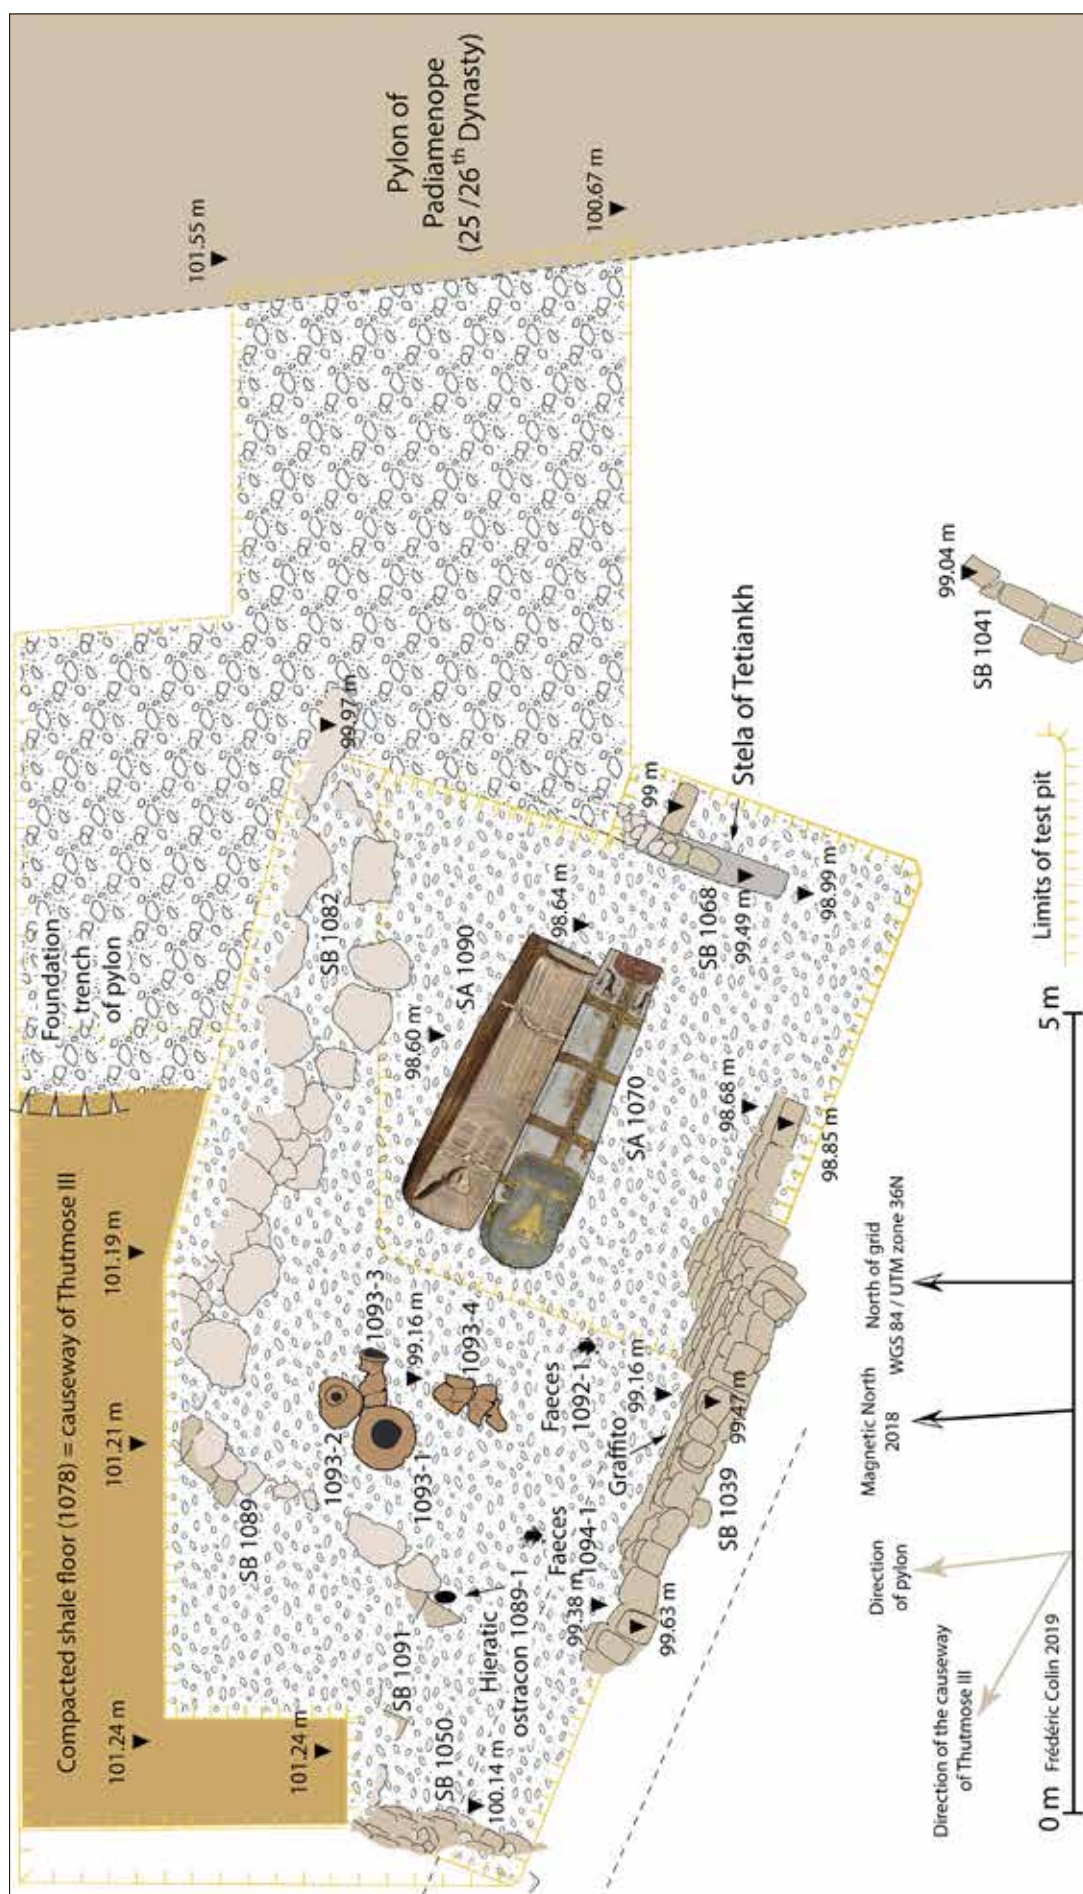 Compacted shale floor (1078) = causeway of Thutmose III
101.24 m
101.21 m
101.19 m
101.24 m
Foundation
trench
of pylon
101.55 m
Pylon of
Padiamenope
(25 /26th Dynasty)
100.67 m
SB 1089
SB 1082
99.97 m
1093-2
1093-1
1093-3
99.16 m
1093-4
98.60 m
SA 1090
98.64 m
SA 1070
SB 1091
SB 1050
100.14 m
Hieratic
ostracon 1089-1
Faeces
1094-1
Faeces
1092-1
99.38 m
99.63 m
Graffito
99.16 m
99.47 m
SB 1039
98.68 m
98.85 m
99 m
SB 1068
99.49 m
98.99 m
Stela of Tetiankh
99.04 m
SB 1041
Direction of the causeway
of Thutmose III
Direction
of pylon
Magnetic North
2018
North of grid
WGS 84 / UTM zone 36N
Limits of test pit
0 m
5 m
Frédéric Colin 2019